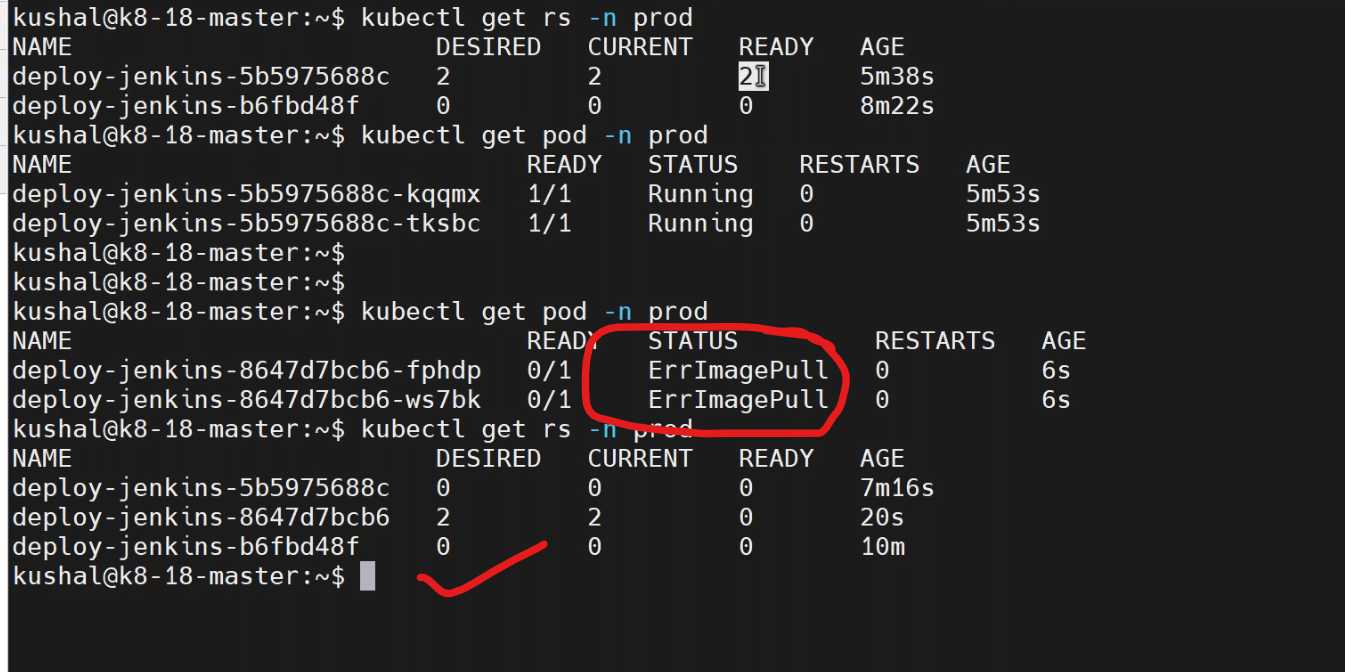 kushal@k8-18-master:~$ kubectl get rs -n prod
NAME DESIRED CURRENT READY AGE
deploy-jenkins-5b5975688c 2 2 2 5m38s
deploy-jenkins-b6fbd48f 0 0 0 8m22s
kushal@k8-18-master:~$ kubectl get pod -n prod
NAME READY STATUS RESTARTS AGE
deploy-jenkins-5b5975688c-kqqmx 1/1 Running 0 5m53s
deploy-jenkins-5b5975688c-tksbc 1/1 Running 0 5m53s
kushal@k8-18-master:~$
kushal@k8-18-master:~$
kushal@k8-18-master:~$ kubectl get pod -n prod
NAME READY STATUS RESTARTS AGE
deploy-jenkins-8647d7bcb6-fphdp 0/1 ErrImagePull 0 6s
deploy-jenkins-8647d7bcb6-ws7bk 0/1 ErrImagePull 0 6s
kushal@k8-18-master:~$ kubectl get rs -n prod
NAME DESIRED CURRENT READY AGE
deploy-jenkins-5b5975688c 0 0 0 7m16s
deploy-jenkins-8647d7bcb6 2 2 0 20s
deploy-jenkins-b6fbd48f 0 0 0 10m
kushal@k8-18-master:~$